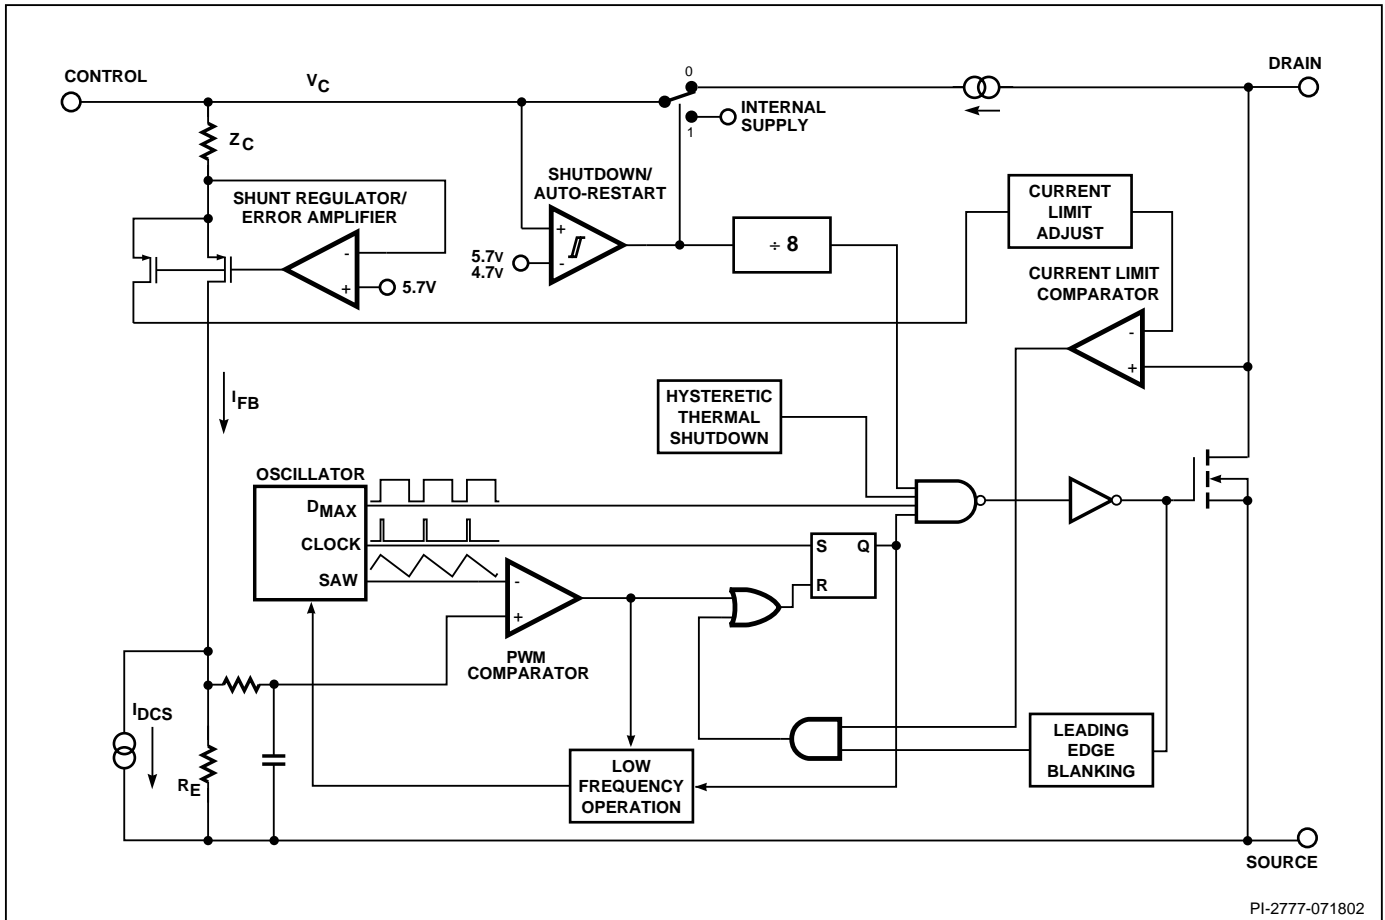 CONTROL
VC
0
DRAIN
INTERNAL
SUPPLY
1
ZC
SHUNT REGULATOR/
ERROR AMPLIFIER
SHUTDOWN/
AUTO-RESTART
CURRENT
LIMIT
ADJUST
+
-
5.7V
4.7V
÷ 8
-
+
5.7V
CURRENT LIMIT
COMPARATOR
-
+
IFB
HYSTERETIC
THERMAL
SHUTDOWN
OSCILLATOR
DMAX
CLOCK
SAW
-
+
PWM
COMPARATOR
S Q
R
IDCS
RE
LOW
FREQUENCY
OPERATION
LEADING
EDGE
BLANKING
SOURCE
PI-2777-071802